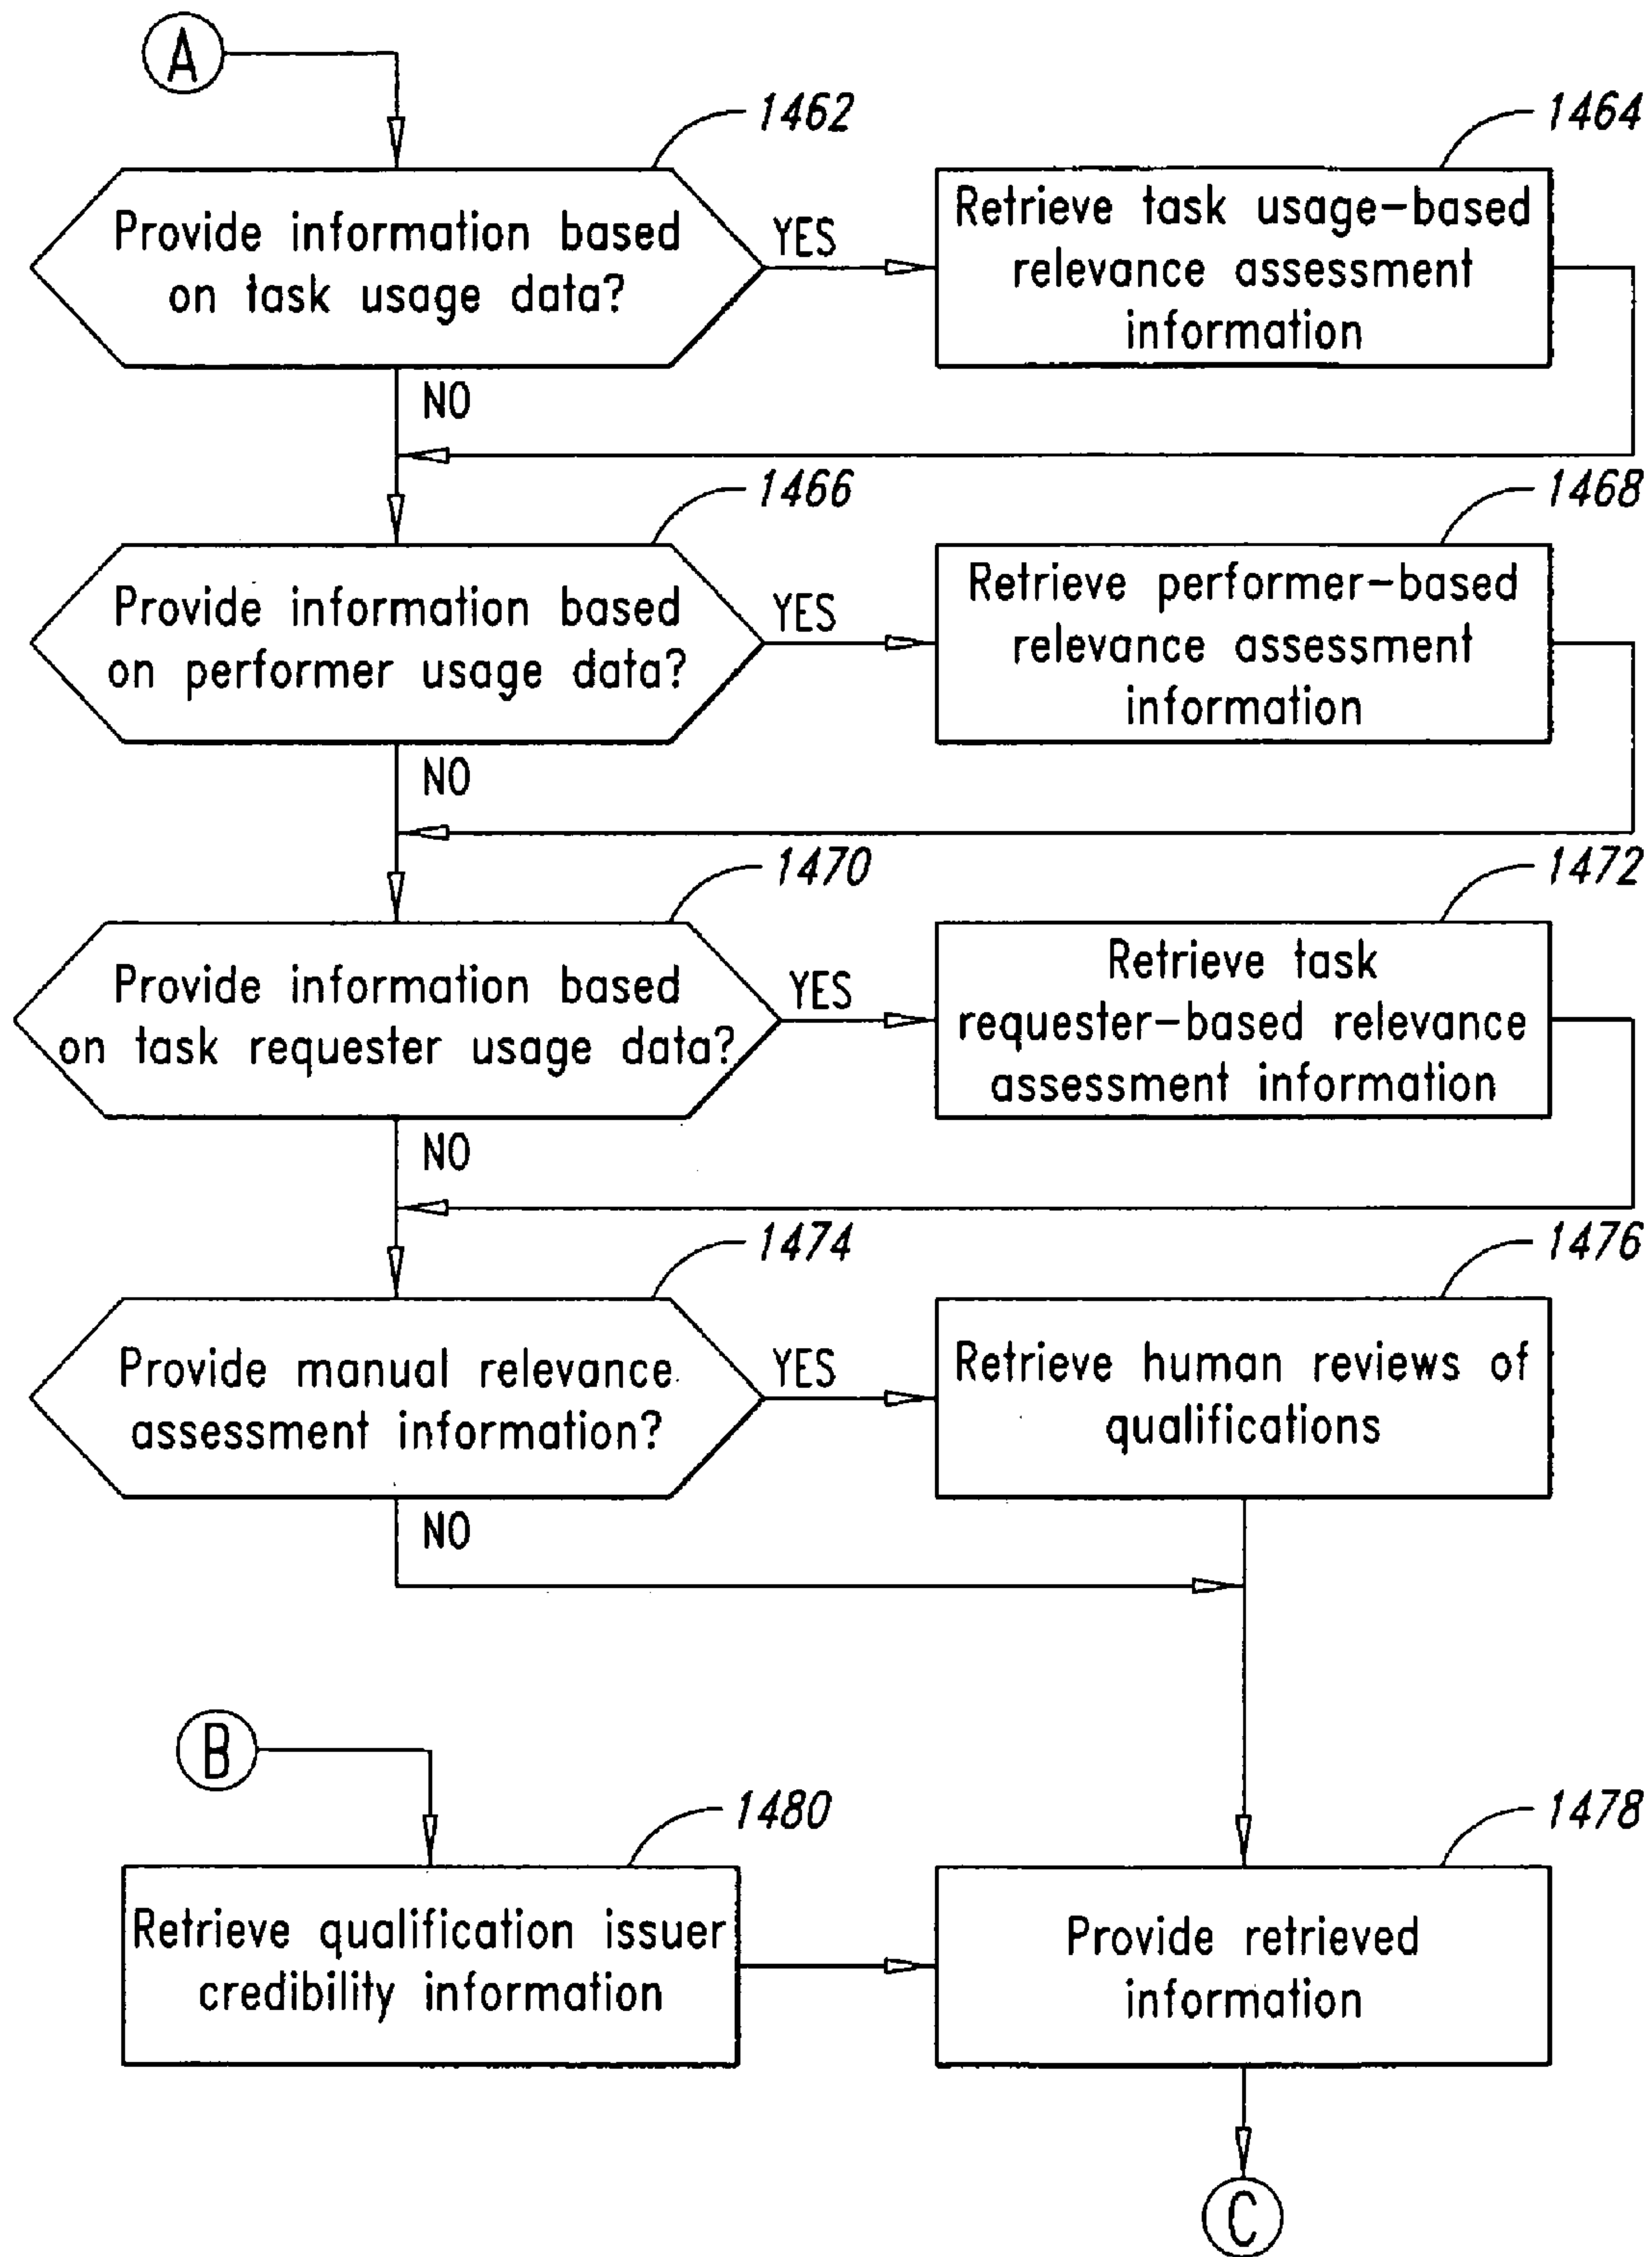 A
1462
Provide information based
on task usage data?
YES
NO
1464
Retrieve task usage-based
relevance assessment
information
1466
Provide information based
on performer usage data?
YES
NO
1468
Retrieve performer-based
relevance assessment
information
1470
Provide information based
on task requester usage data?
YES
NO
1472
Retrieve task
requester-based relevance
assessment information
1474
Provide manual relevance
assessment information?
YES
NO
1476
Retrieve human reviews of
qualifications
B
1480
Retrieve qualification issuer
credibility information
1478
Provide retrieved
information
C